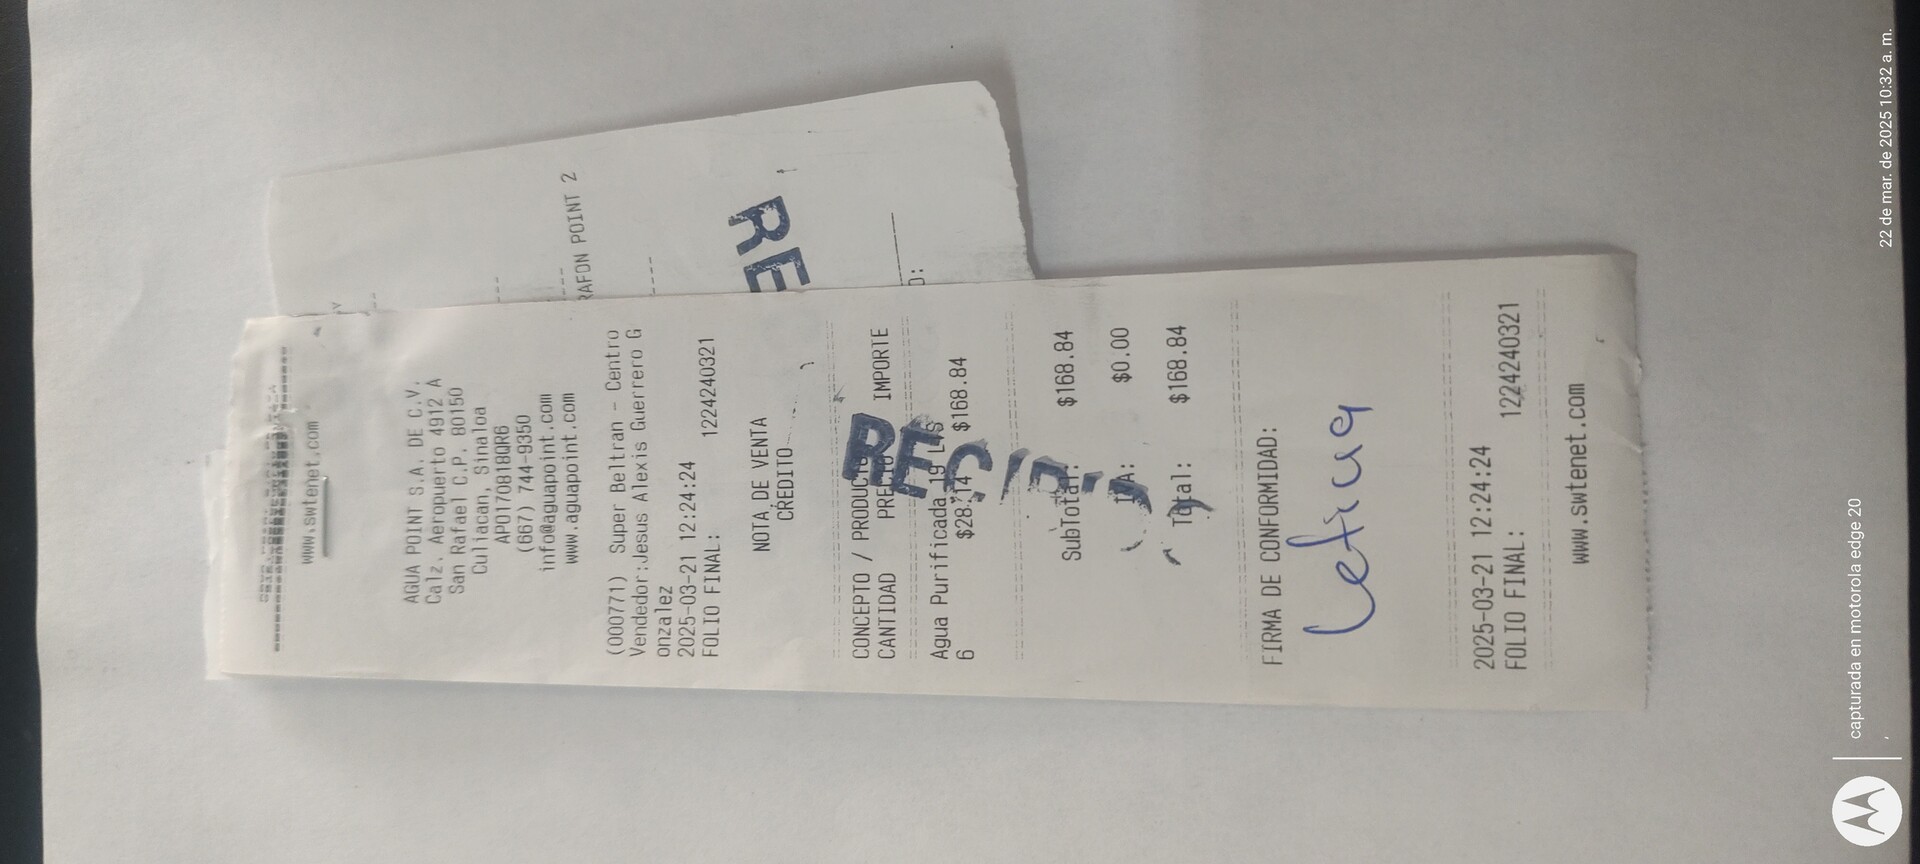 www.swtenet.com
AGUA POINT S.A. DE C.V.
Calz. Aeropuerto 4912 A
San Rafael C.P. 80150
Culiacan, Sinaloa
APO170818QR6
(667) 744-9350
info@aguapoint.com
www.aguapoint.com
(000771) Super Beltran - Centro
Vendedor:Jesus Alexis Guerrero G
onzalez
2025-03-21 12:24:24
FOLIO FINAL: 1224240321
NOTA DE VENTA
CREDITO
CONCEPTO / PRODUCTO
CANTIDAD PRECIO IMPORTE
Agua Purificada 19 LTS
6 $28.14 $168.84
SubTotal: $168.84
IVA: $0.00
Total: $168.84
RECIBID
FIRMA DE CONFORMIDAD:
Leticia
2025-03-21 12:24:24
FOLIO FINAL: 1224240321
www.swtenet.com
RAFON POINT 2
RE
O:
capturada en motorola edge 20
22 de mar. de 2025 10:32 a. m.